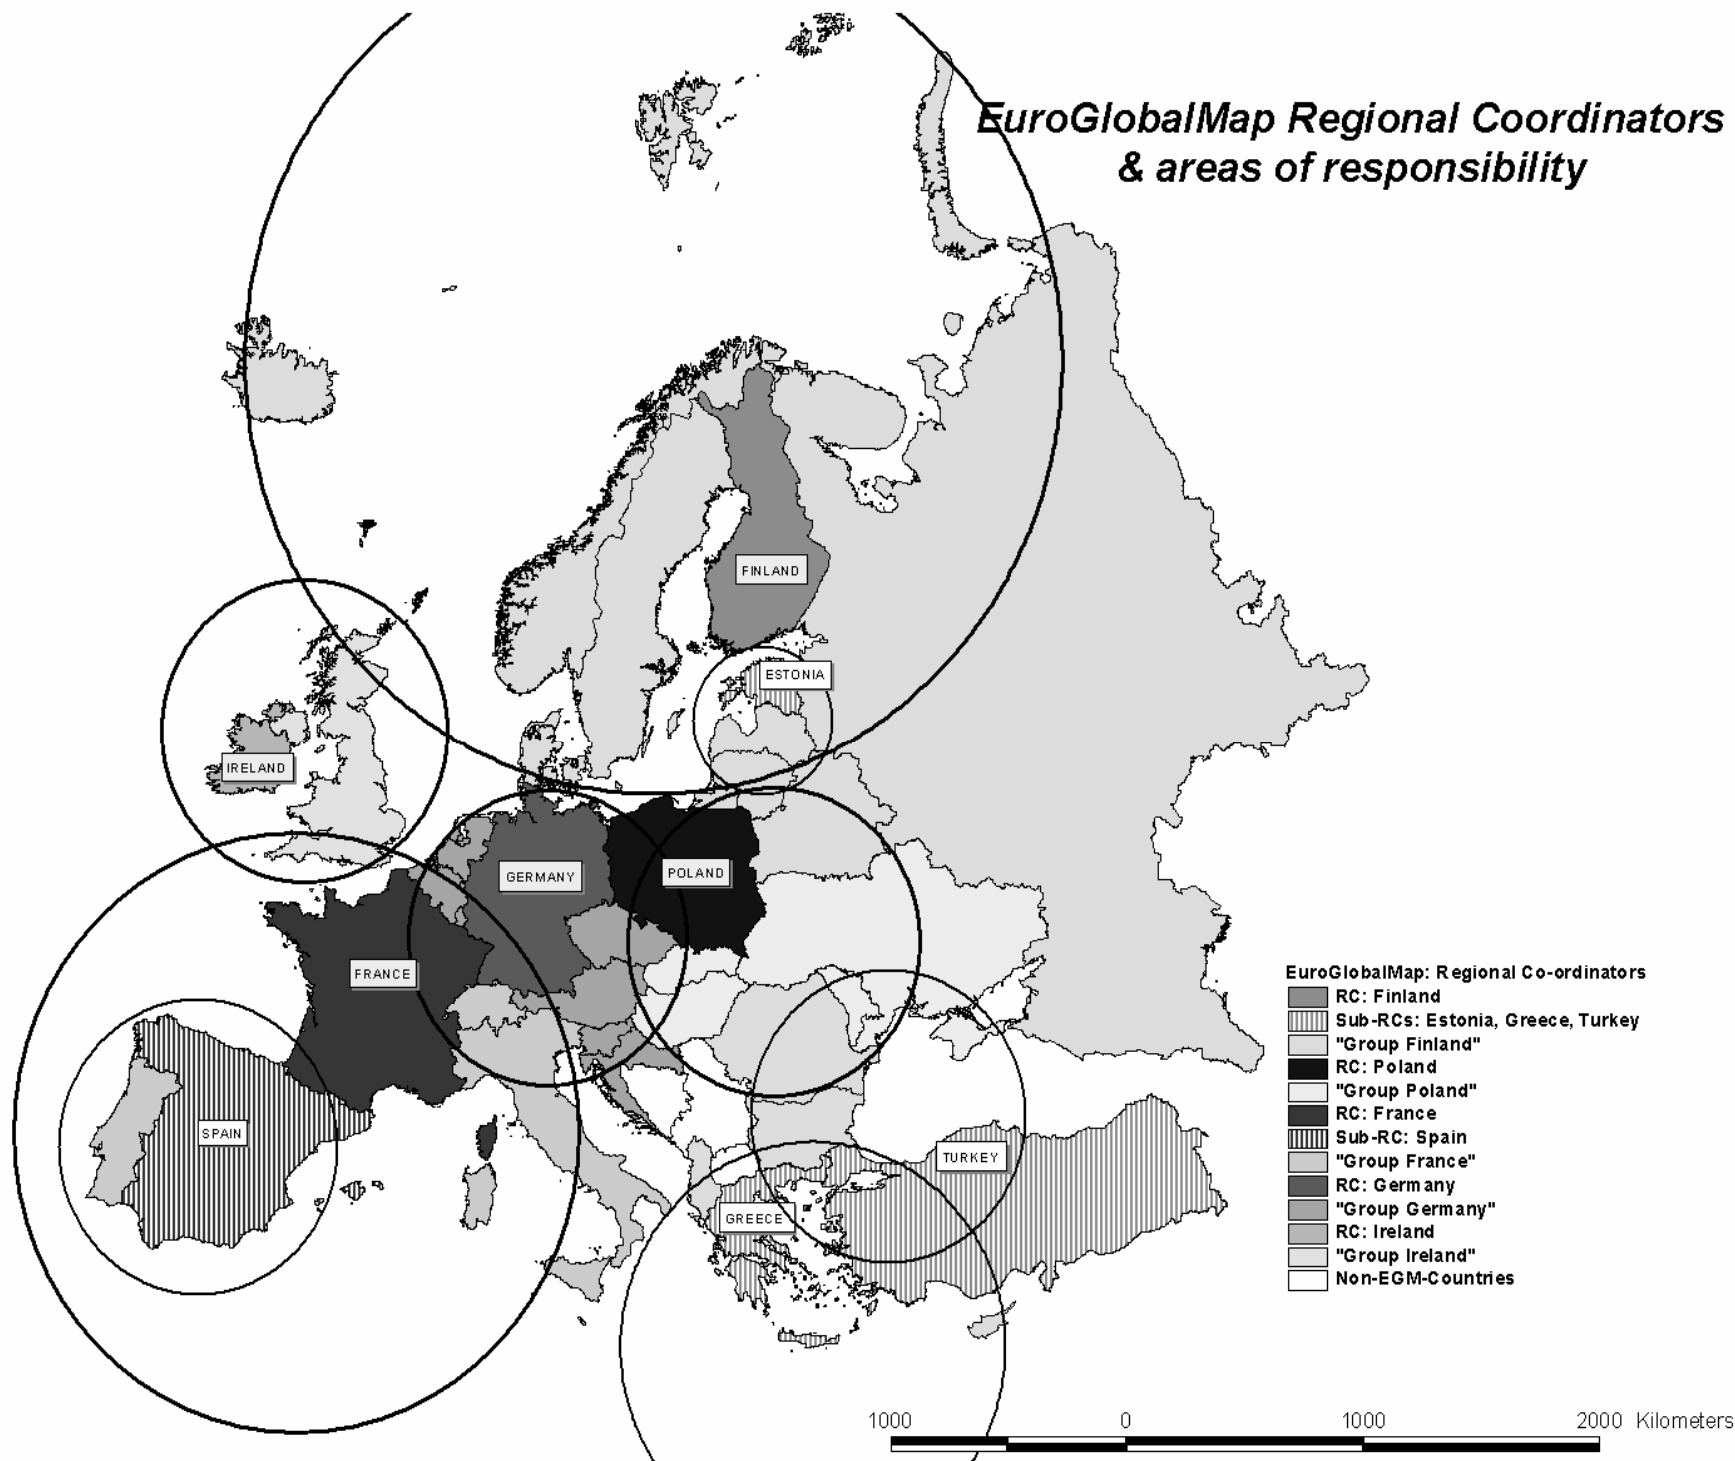 EuroGlobalMap Regional Coordinators
& areas of responsibility
FINLAND
ESTONIA
IRELAND
GERMANY
POLAND
FRANCE
SPAIN
TURKEY
GREECE
EuroGlobalMap: Regional Co-ordinators
RC: Finland
Sub-RCs: Estonia, Greece, Turkey
"Group Finland"
RC: Poland
"Group Poland"
RC: France
Sub-RC: Spain
"Group France"
RC: Germany
"Group Germany"
RC: Ireland
"Group Ireland"
Non-EGM-Countries
1000 0 1000 2000 Kilometers